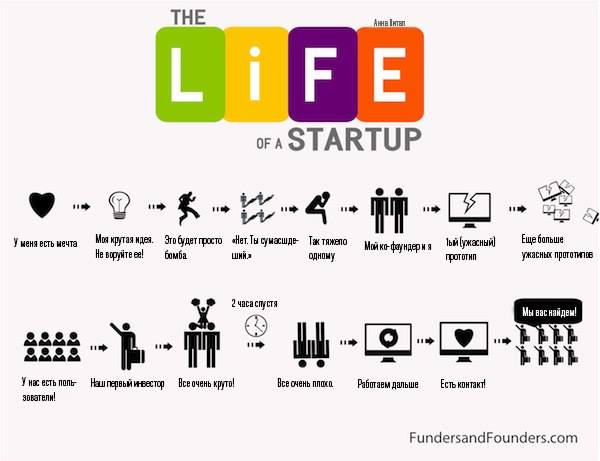 THE
Анна Витал
LiFE
OF A STARTUP
У меня есть мечта
Моя крутая идея.
Не воруйте ее!
Это будет просто
бомба.
«Нет. Ты сумасшде-
ший.»
Так тяжело
одному
Мой ко-фаундер и я
1ый (ужасный)
прототип
Еще больше
ужасных прототипов
У нас есть поль-
зователи!
Наш первый инвестор
Все очень круто!
2 часа спустя
Все очень плохо.
Работаем дальше
Есть контакт!
Мы вас найдем!
FundersandFounders.com